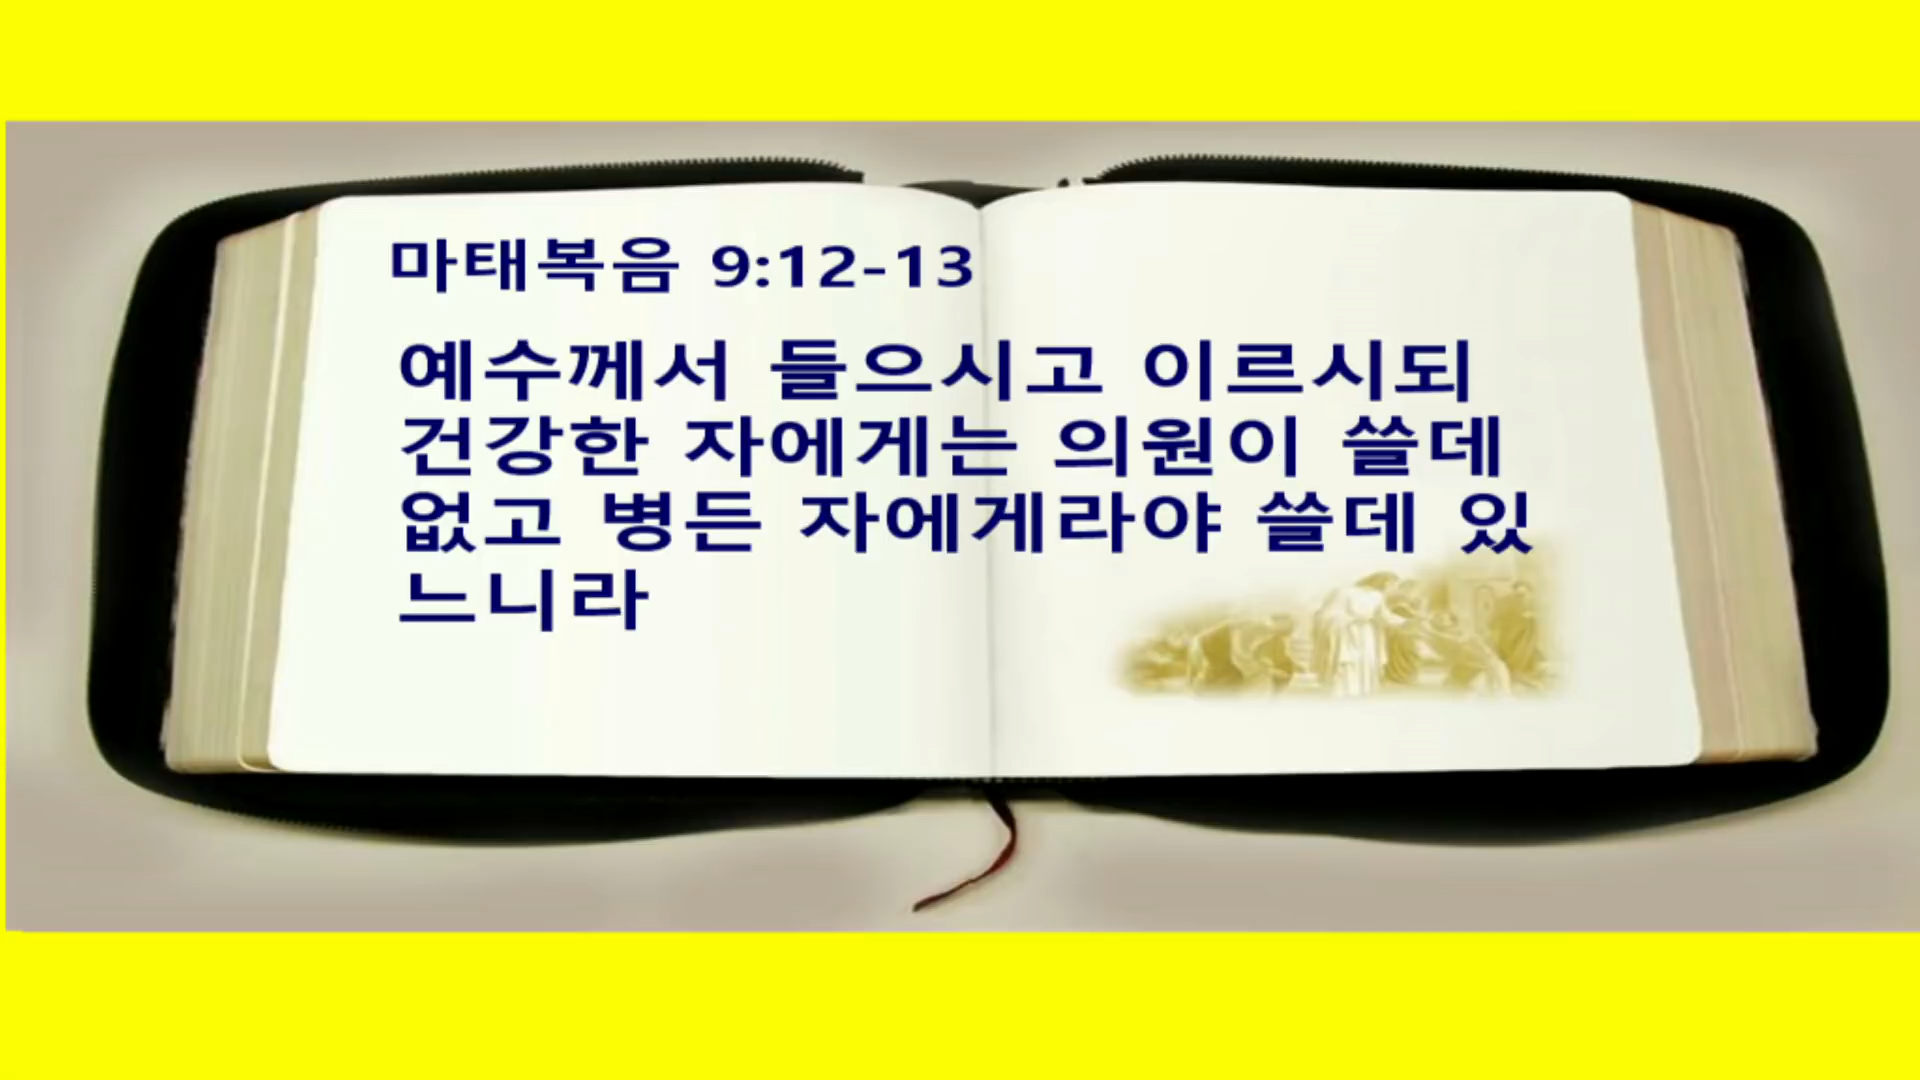 마태복음 9:12-13
예수께서 들으시고 이르시되
건강한 자에게는 의원이 쓸데
없고 병든 자에게라야 쓸데 있
느니라